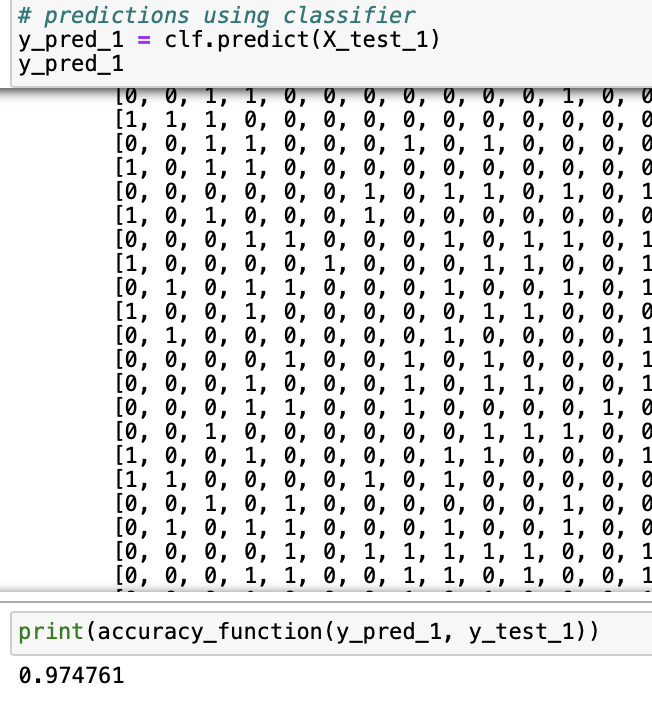 # predictions using classifier
y_pred_1 = clf.predict(X_test_1)
y_pred_1
[0, 0, 1, 1, 0, 0, 0, 0, 0, 0, 0, 1, 0, 0
[1, 1, 1, 0, 0, 0, 0, 0, 0, 0, 0, 0, 0, 0
[0, 0, 1, 1, 0, 0, 0, 1, 0, 1, 0, 0, 0, 0
[1, 0, 1, 1, 0, 0, 0, 0, 0, 0, 0, 0, 0, 0
[0, 0, 0, 0, 0, 0, 1, 0, 1, 1, 0, 1, 0, 1
[1, 0, 1, 0, 0, 0, 1, 0, 0, 0, 0, 0, 0, 0
[0, 0, 0, 1, 1, 0, 0, 0, 1, 0, 1, 1, 0, 1
[1, 0, 0, 0, 0, 1, 0, 0, 0, 1, 1, 0, 0, 1
[0, 1, 0, 1, 1, 0, 0, 0, 1, 0, 0, 1, 0, 1
[1, 0, 0, 1, 0, 0, 0, 0, 0, 1, 1, 0, 0, 0
[0, 1, 0, 0, 0, 0, 0, 0, 1, 0, 0, 0, 0, 1
[0, 0, 0, 0, 1, 0, 0, 1, 0, 1, 0, 0, 0, 1
[0, 0, 0, 1, 0, 0, 0, 1, 0, 1, 1, 0, 0, 1
[0, 0, 0, 1, 1, 0, 0, 1, 0, 0, 0, 0, 1, 0
[0, 0, 1, 0, 0, 0, 0, 0, 0, 1, 1, 1, 0, 0
[1, 0, 0, 1, 0, 0, 0, 0, 1, 1, 0, 0, 0, 1
[1, 1, 0, 0, 0, 0, 1, 0, 1, 0, 0, 0, 0, 0
[0, 0, 1, 0, 1, 0, 0, 0, 0, 0, 0, 1, 0, 0
[0, 1, 0, 1, 1, 0, 0, 0, 1, 0, 0, 1, 0, 0
[0, 0, 0, 0, 1, 0, 1, 1, 1, 1, 1, 0, 0, 1
[0, 0, 0, 1, 1, 0, 0, 1, 1, 0, 1, 0, 0, 1
print(accuracy_function(y_pred_1, y_test_1))
0.974761